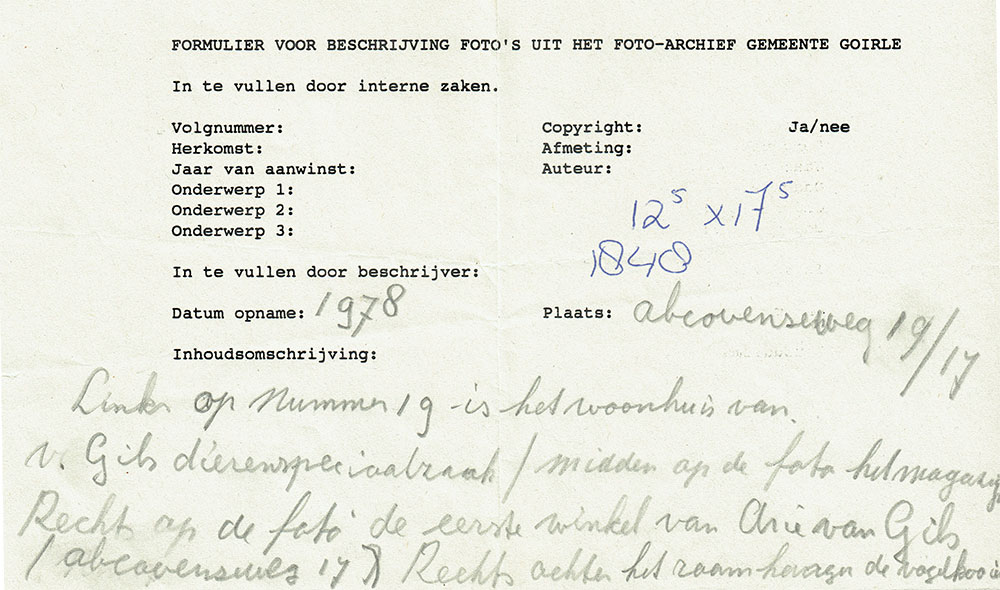 FORMULIER VOOR BESCHRIJVING FOTO'S UIT HET FOTO-ARCHIEF GEMEENTE GOIRLE
In te vullen door interne zaken.
Volgnummer: Copyright: Ja/nee
Herkomst: Afmeting:
Jaar van aanwinst: Auteur:
Onderwerp 1:
Onderwerp 2: 12⁵ x 17⁵
Onderwerp 3:
1848
In te vullen door beschrijver:
Datum opname: 1978 Plaats: abcovenseweg 19/17
Inhoudsomschrijving:
Links op nummer 19 is het woonhuis van
v. Gils dierenspeciaalzaak / midden op de foto het magazij
Rechts op de foto de eerste winkel van Arie van Gils
/ abcovenseweg 17 ) Rechts achter het raam hangen de vogelkooi